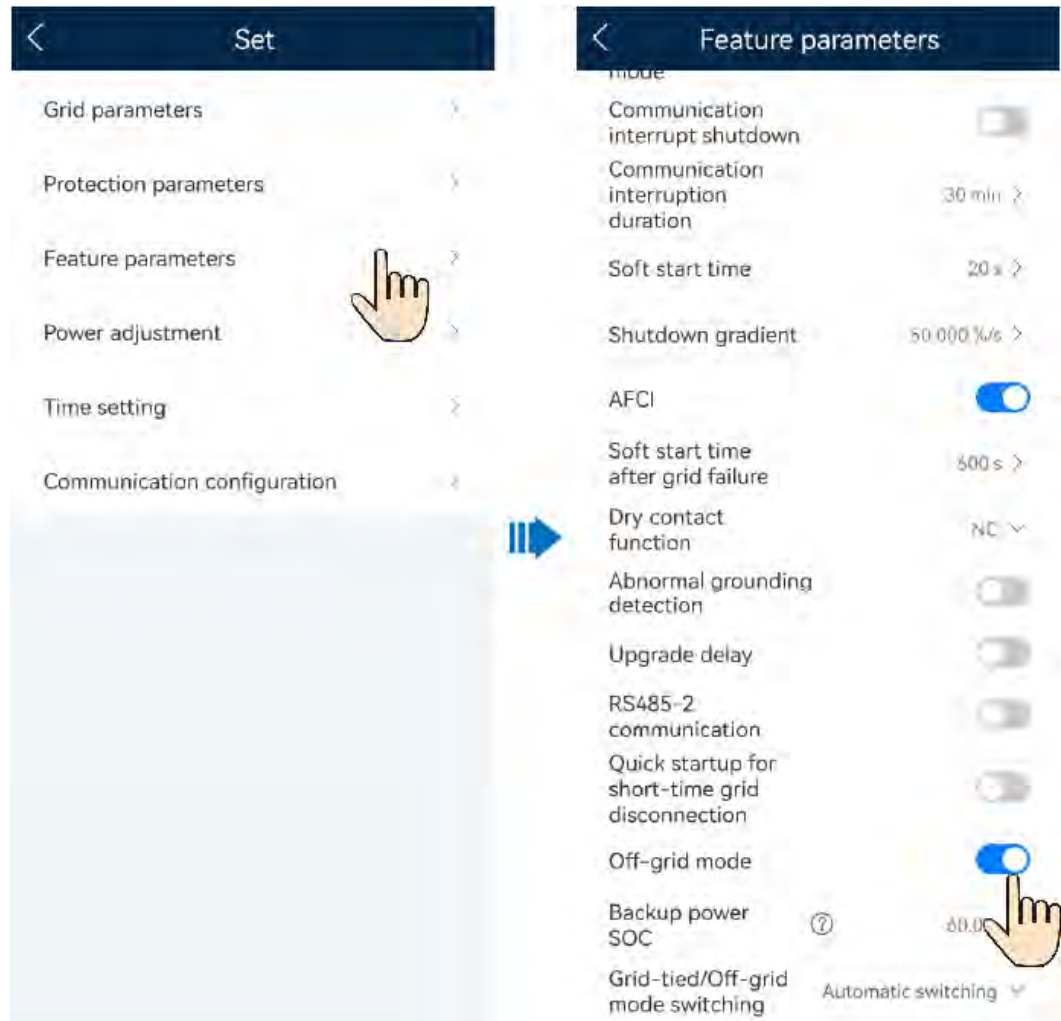 Set
Grid parameters
Protection parameters
Feature parameters
Power adjustment
Time setting
Communication configuration
Feature parameters
mode
Communication
interrupt shutdown
Communication
interruption
duration
30 min
Soft start time
20 s
Shutdown gradient
50.000 %/s
AFCI
Soft start time
after grid failure
600 s
Dry contact
function
NC
Abnormal grounding
detection
Upgrade delay
RS485-2
communication
Quick startup for
short-time grid
disconnection
Off-grid mode
Backup power
SOC
Grid-tied/Off-grid
mode switching
Automatic switching